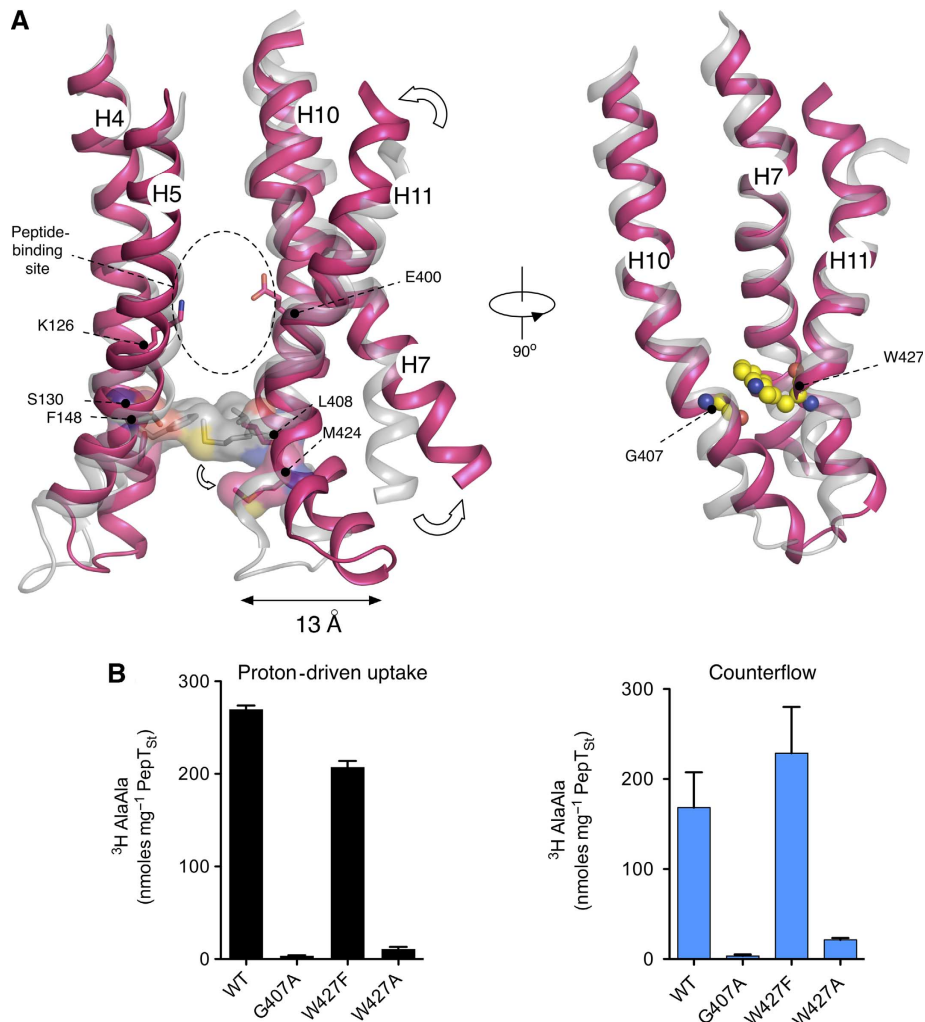 A
H4
H5
H10
H11
Peptide-
binding
site
K126
S130
F148
E400
H7
L408
M424
13 Å
90°
H7
H10
H11
W427
G407
B
Proton-driven uptake
³H AlaAla
(nmoles mg⁻¹ PepT_St)
300
200
100
0
WT
G407A
W427F
W427A
Counterflow
³H AlaAla
(nmoles mg⁻¹ PepT_St)
300
200
100
0
WT
G407A
W427F
W427A